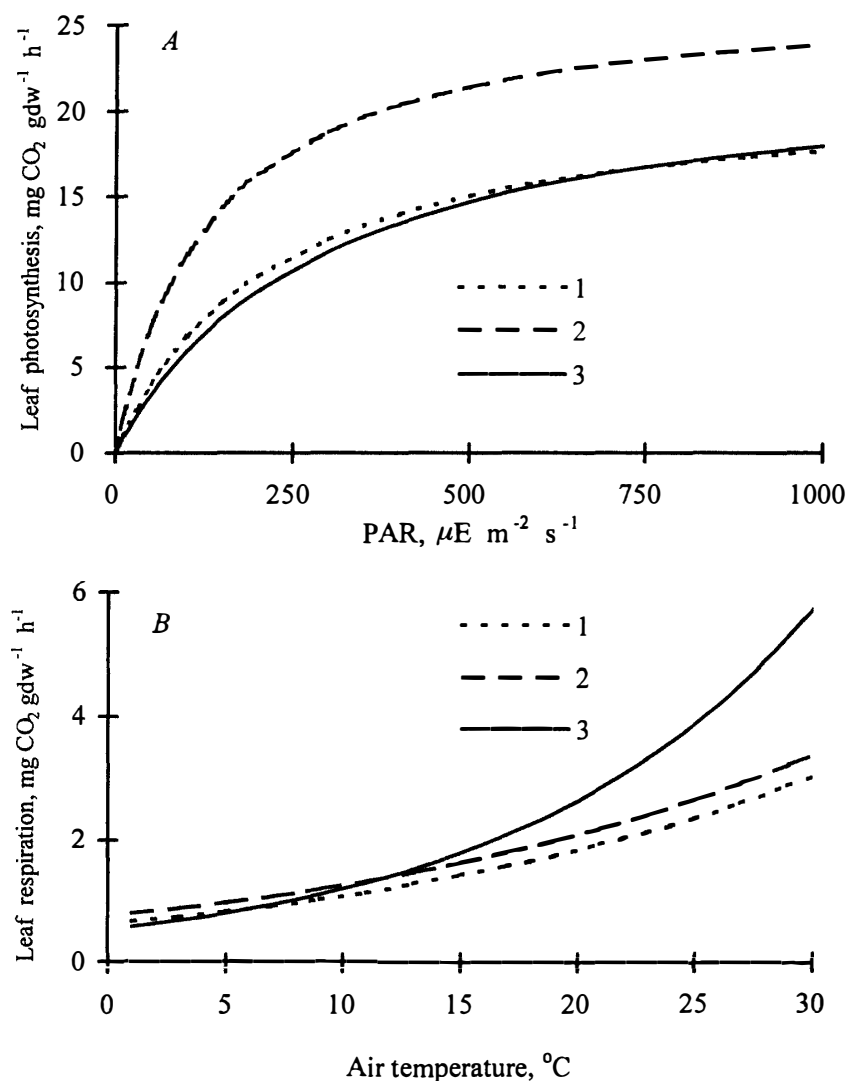 A
Leaf photosynthesis, mg CO₂ gdw⁻¹ h⁻¹
25
20
15
10
5
0
1
2
3
0 250 500 750 1000
PAR, μE m⁻² s⁻¹
B
Leaf respiration, mg CO₂ gdw⁻¹ h⁻¹
6
4
2
0
1
2
3
0 5 10 15 20 25 30
Air temperature, °C